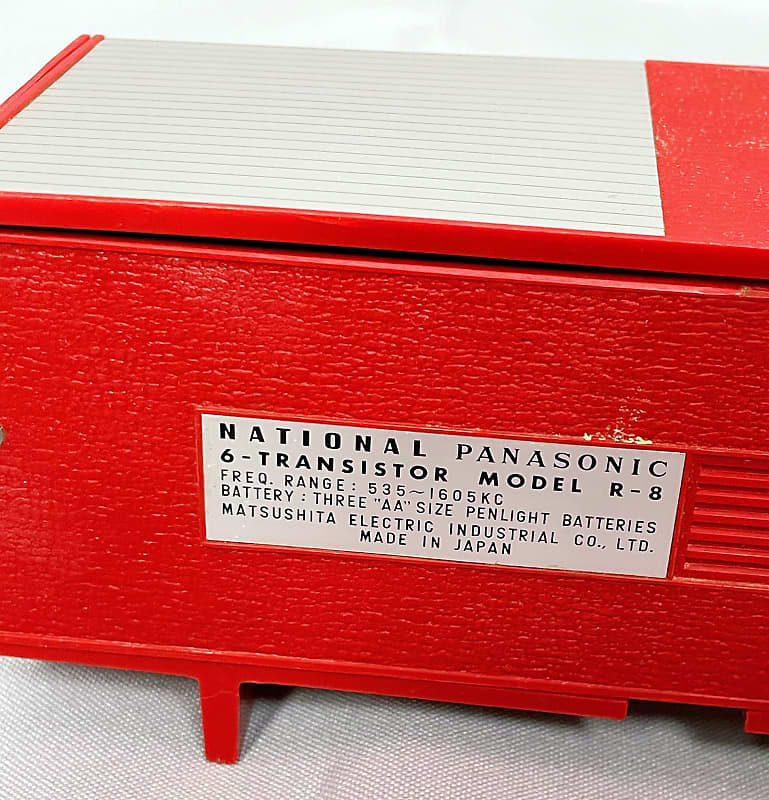 NATIONAL PANASONIC
6-TRANSISTOR MODEL R-8
FREQ. RANGE: 535~1605KC
BATTERY: THREE "AA" SIZE PENLIGHT BATTERIES
MATSUSHITA ELECTRIC INDUSTRIAL CO., LTD.
MADE IN JAPAN